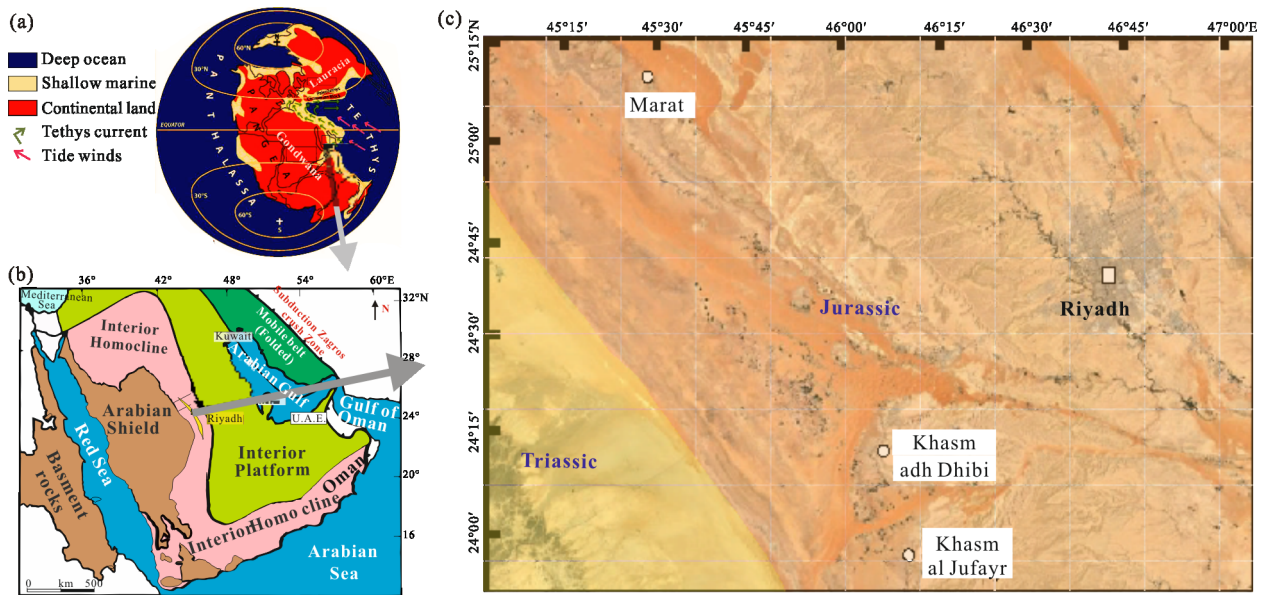 (a)
Deep ocean
Shallow marine
Continental land
Tethys current
Tide winds
60°N
N
30°N
Lauracia
PANTHALASSA
PANGEA
TETHYS
EQUATOR
Gondwana
30°S
60°S
S
(b)
36°
42°
48°
54°
60°E
Mediterranean
Sea
32°N
N
Subduction Zagros
crush Zone
Interior
Homocline
Mobile belt
(Folded)
Kuwait
28°
Arabian Gulf
Arabian
Shield
Riyadh
24°
U.A.E.
Gulf of
Oman
Red Sea
Basment
rocks
Interior
Platform
20°
Oman
Interior Homo cline
16
Arabian
Sea
0 km 500
(c)
45°15′
45°30′
45°45′
46°00′
46°15′
46°30′
46°45′
47°00′E
25°15′N
25°00′
24°45′
24°30′
24°15′
24°00′
Marat
Jurassic
Riyadh
Triassic
Khasm
adh Dhibi
Khasm
al Jufayr